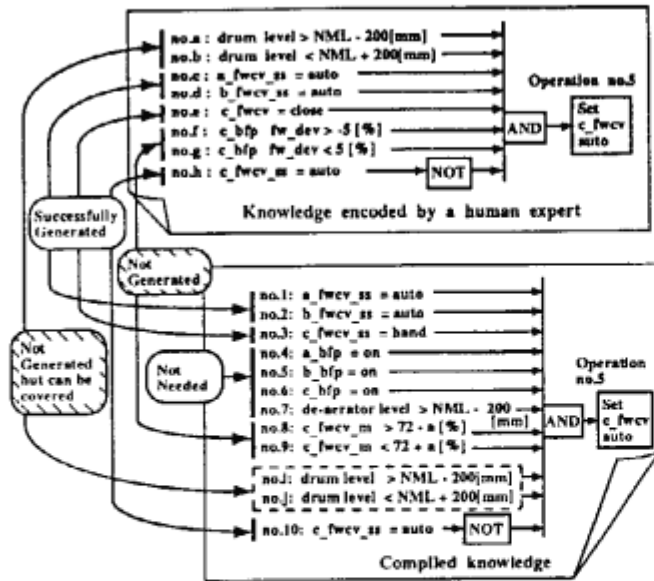 no.a : drum level > NML - 200[mm]
no.b : drum level < NML + 200[mm]
no.c : a_fwcv_ss = auto
no.d : b_fwcv_ss = auto
no.e : c_fwcv = close
no.f : c_bfp fw_dev > -5 [%]
no.g : c_bfp fw_dev < 5 [%]
no.h : c_fwcv_ss = auto
NOT
AND
Operation no.5
Set
c_fwcv
auto
Knowledge encoded by a human expert
Successfully
Generated
Not
Generated
Not
Generated
but can be
covered
Not
Needed
no.1: a_fwcv_ss = auto
no.2: b_fwcv_ss = auto
no.3: c_fwcv_ss = hand
no.4: a_bfp = on
no.5: b_bfp = on
no.6: c_bfp = on
no.7: de-aerrator level > NML - 200
[mm]
no.8: c_fwcv_m > 72 - a [%]
no.9: c_fwcv_m < 72 + a [%]
no.i: drum level > NML - 200[mm]
no.j: drum level < NML + 200[mm]
no.10: c_fwcv_ss = auto
NOT
AND
Operation
no.5
Set
c_fwcv
auto
Compiled knowledge